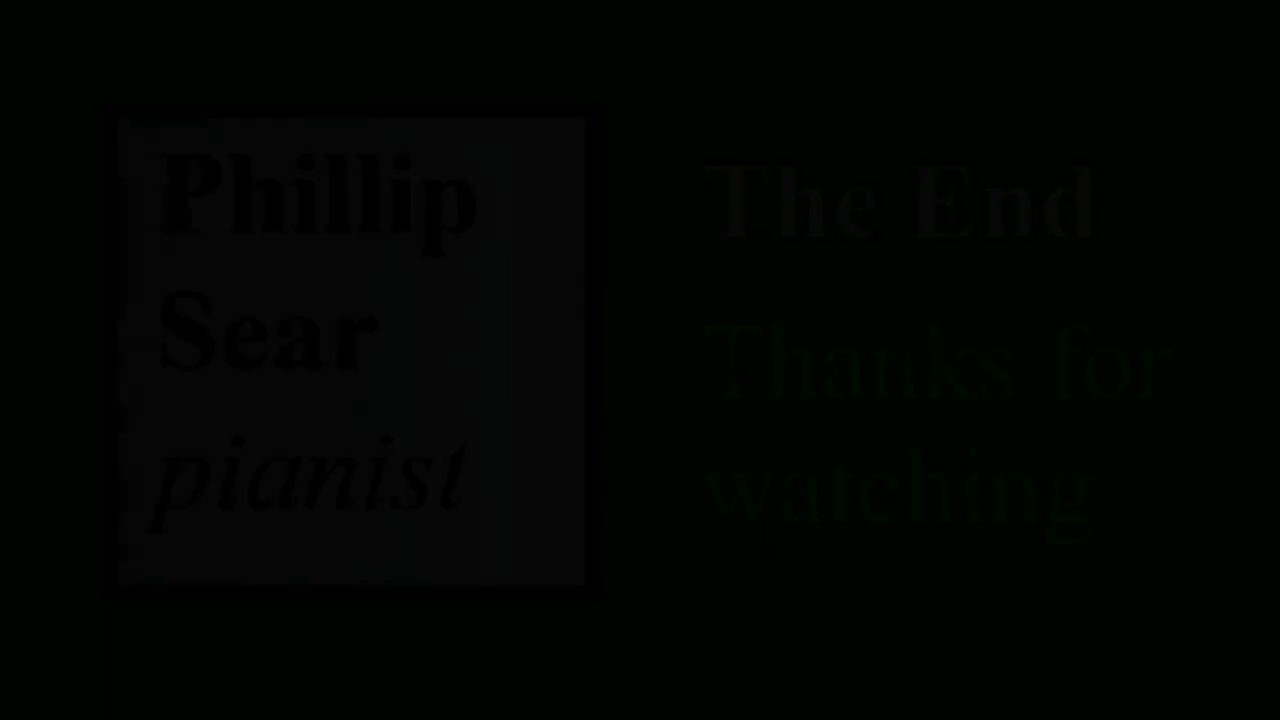 Phillip
Sear
pianist
The End
Thanks for
watching